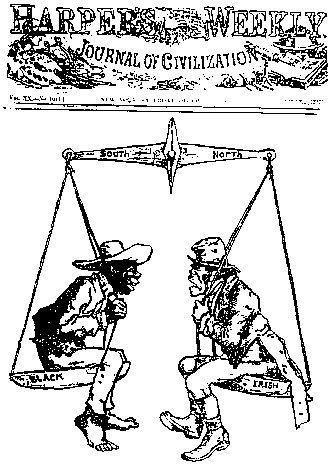 HARPER'S WEEKLY.
JOURNAL OF CIVILIZATION
SOUTH NORTH
BLACK IRISH